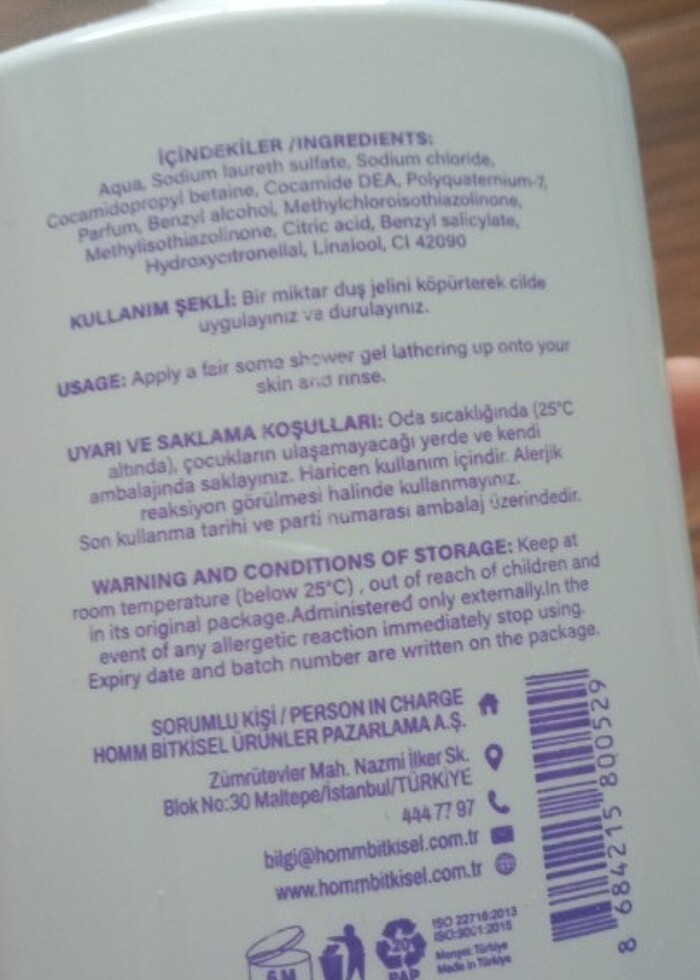 İÇİNDEKİLER /INGREDIENTS:
Aqua, Sodium laureth sulfate, Sodium chloride,
Cocamidopropyl betaine, Cocamide DEA, Polyquaternium-7,
Parfum, Benzyl alcohol, Methylchloroisothiazolinone,
Methylisothiazolinone, Citric acid, Benzyl salicylate,
Hydroxycitronellal, Linalool, CI 42090
KULLANIM ŞEKLİ: Bir miktar duş jelini köpürterek cilde
uygulayınız ve durulayınız.
USAGE: Apply a fair some shower gel lathering up onto your
skin and rinse.
UYARI VE SAKLAMA KOŞULLARI: Oda sıcaklığında (25°C
altında), çocukların ulaşamayacağı yerde ve kendi
ambalajında saklayınız. Haricen kullanım içindir. Alerjik
reaksiyon görülmesi halinde kullanmayınız.
Son kullanma tarihi ve parti numarası ambalaj üzerindedir.
WARNING AND CONDITIONS OF STORAGE: Keep at
room temperature (below 25°C) , out of reach of children and
in its original package.Administered only externally.In the
event of any allergetic reaction immediately stop using.
Expiry date and batch number are written on the package.
SORUMLU KİŞİ / PERSON IN CHARGE
HOMM BİTKİSEL ÜRÜNLER PAZARLAMA A.Ş.
Zümrütevler Mah. Nazmi İlker Sk.
Blok No:30 Maltepe/İstanbul/TÜRKİYE
444 77 97
bilgi@hommbitkisel.com.tr
www.hommbitkisel.com.tr
8 684215 800529
6 M
20
PAP
ISO 22716:2013
ISO:9001:2015
Menşei: Türkiye
Made in Türkiye